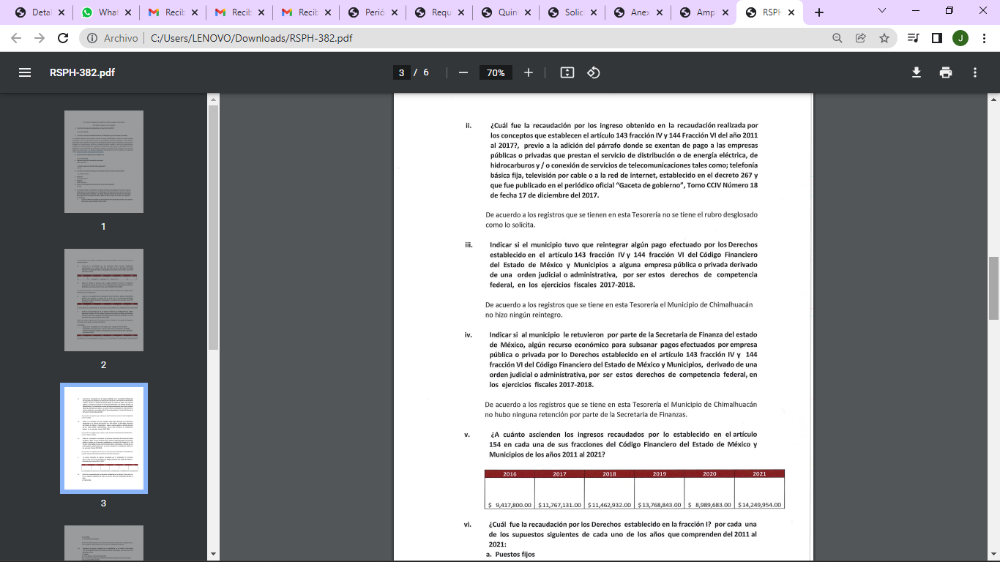 Detal
What
Recib
Recib
Recib
Perió
Requ
Quin
Solic
Anex
Amp
RSPH
Archivo
C:/Users/LENOVO/Downloads/RSPH-382.pdf
J
RSPH-382.pdf
3 / 6
70%
1
2
3
ii. ¿Cuál fue la recaudación por los ingreso obtenido en la recaudación realizada por
los conceptos que establecen el artículo 143 fracción IV y 144 Fracción VI del año 2011
al 2017?, previo a la adición del párrafo donde se exentan de pago a las empresas
públicas o privadas que prestan el servicio de distribución o de energía eléctrica, de
hidrocarburos y / o conexión de servicios de telecomunicaciones tales como; telefonía
básica fija, televisión por cable o a la red de internet, establecido en el decreto 267 y
que fue publicado en el periódico oficial “Gaceta de gobierno”, Tomo CCIV Número 18
de fecha 17 de diciembre del 2017.
De acuerdo a los registros que se tienen en esta Tesorería no se tiene el rubro desglosado
como lo solicita.
iii. Indicar si el municipio tuvo que reintegrar algún pago efectuado por los Derechos
establecido en el artículo 143 fracción IV y 144 fracción VI del Código Financiero
del Estado de México y Municipios a alguna empresa pública o privada derivado
de una orden judicial o administrativa, por ser estos derechos de competencia
federal, en los ejercicios fiscales 2017-2018.
De acuerdo a los registros que se tiene en esta Tesorería el Municipio de Chimalhuacán
no hizo ningún reintegro.
iv. Indicar si al municipio le retuvieron por parte de la Secretaria de Finanza del estado
de México, algún recurso económico para subsanar pagos efectuados por empresa
pública o privada por lo Derechos establecido en el artículo 143 fracción IV y 144
fracción VI del Código Financiero del Estado de México y Municipios, derivado de una
orden judicial o administrativa, por ser estos derechos de competencia federal, en
los ejercicios fiscales 2017-2018.
De acuerdo a los registros que se tienen en esta Tesorería el Municipio de Chimalhuacán
no hubo ninguna retención por parte de la Secretaría de Finanzas.
v. ¿A cuánto ascienden los ingresos recaudados por lo establecido en el artículo
154 en cada una de sus fracciones del Código Financiero del Estado de México y
Municipios de los años 2011 al 2021?
2016 2017 2018 2019 2020 2021
$ 9,417,800.00 $11,767,131.00 $11,462,932.00 $13,768,843.00 $ 8,989,683.00 $14,249,954.00
vi. ¿Cuál fue la recaudación por los Derechos establecido en la fracción I? por cada una
de los supuestos siguientes de cada uno de los años que comprenden del 2011 al
2021:
a. Puestos fijos